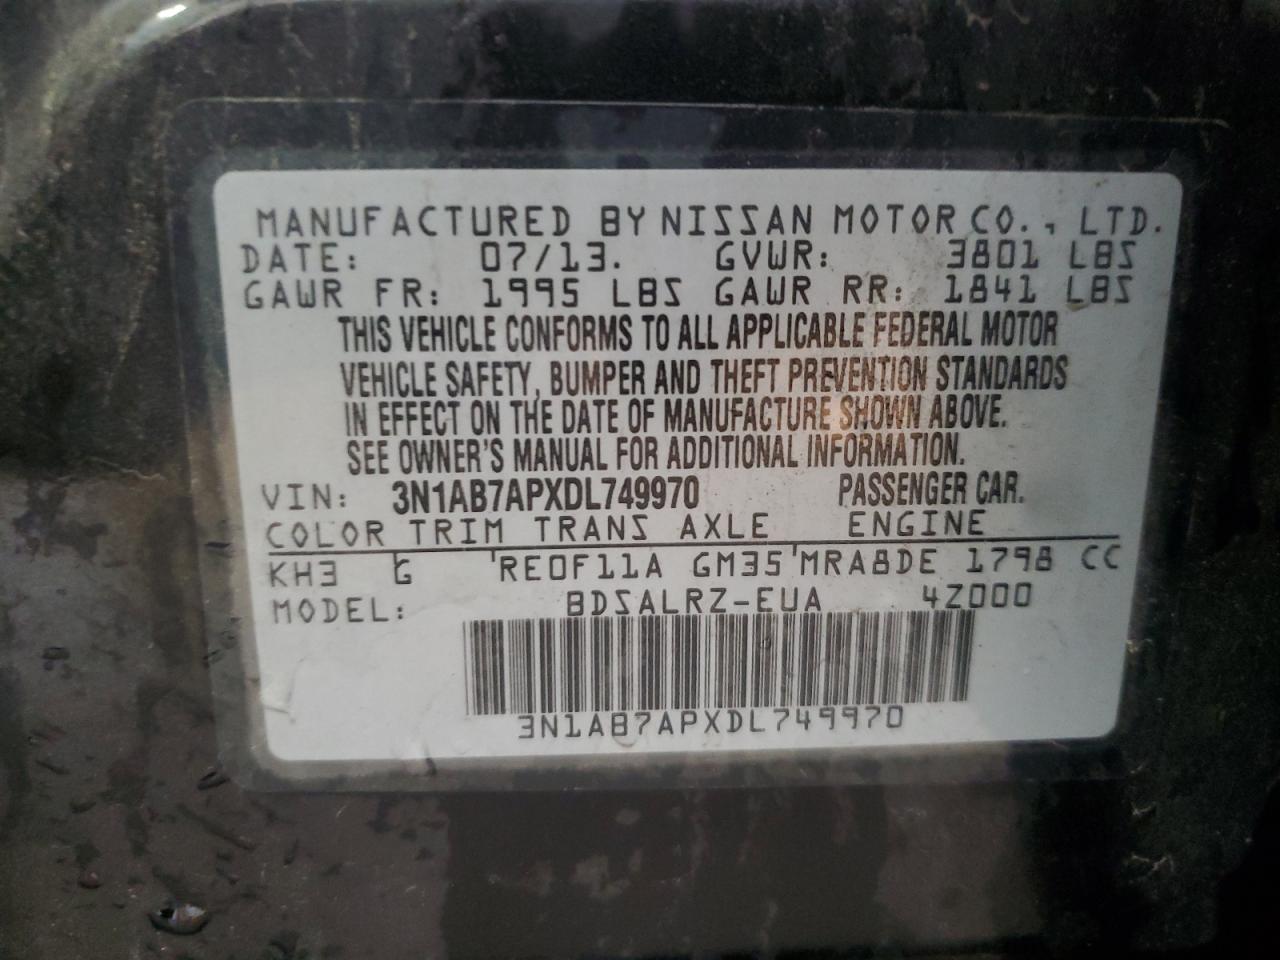 MANUFACTURED BY NISSAN MOTOR CO., LTD.
DATE: 07/13. GVWR: 3801 LBS
GAWR FR: 1995 LBS GAWR RR: 1841 LBS
THIS VEHICLE CONFORMS TO ALL APPLICABLE FEDERAL MOTOR
VEHICLE SAFETY, BUMPER AND THEFT PREVENTION STANDARDS
IN EFFECT ON THE DATE OF MANUFACTURE SHOWN ABOVE.
SEE OWNER'S MANUAL FOR ADDITIONAL INFORMATION.
VIN: 3N1AB7APXDL749970 PASSENGER CAR.
COLOR TRIM TRANS AXLE ENGINE
KH3 G RE0F11A GM35 MRA8DE 1798 CC
MODEL: BDSALRZ-EUA 4Z000
3N1AB7APXDL749970